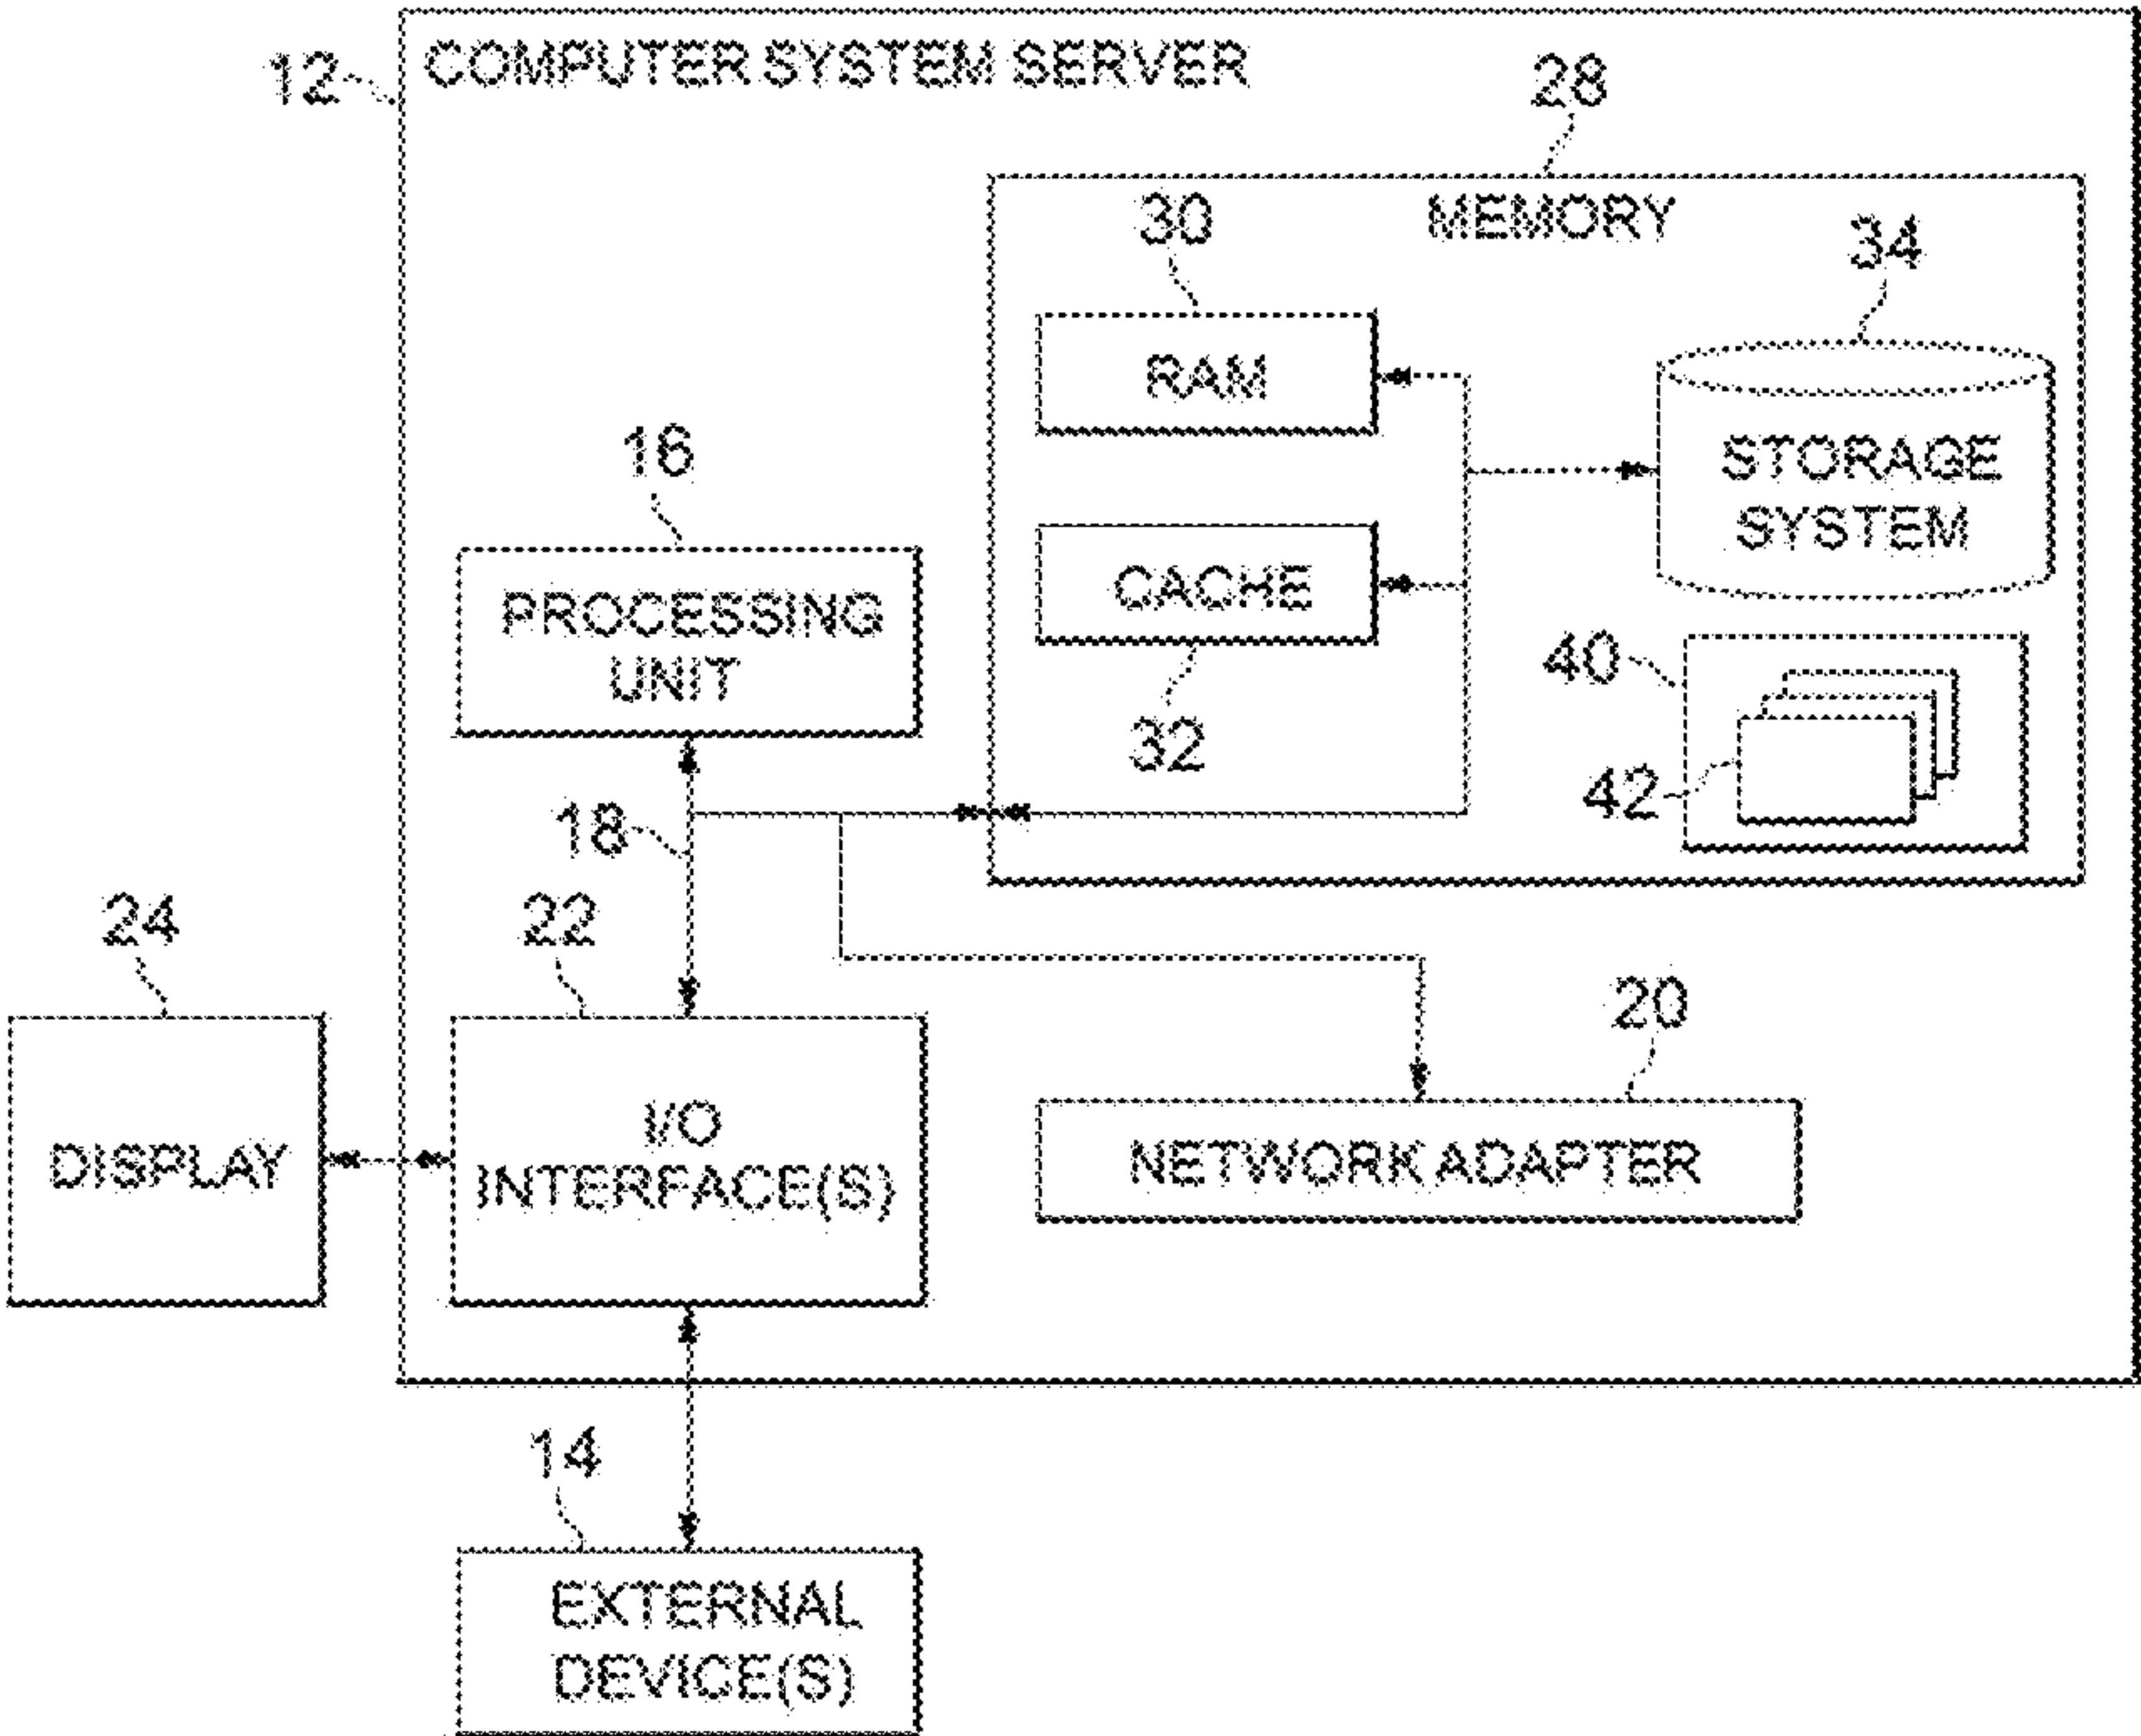 12
COMPUTER SYSTEM SERVER
28
MEMORY
30
34
RAM
STORAGE
SYSTEM
16
PROCESSING
UNIT
CACHE
32
40
42
18
24
22
20
DISPLAY
I/O
INTERFACE(S)
NETWORK ADAPTER
14
EXTERNAL
DEVICE(S)